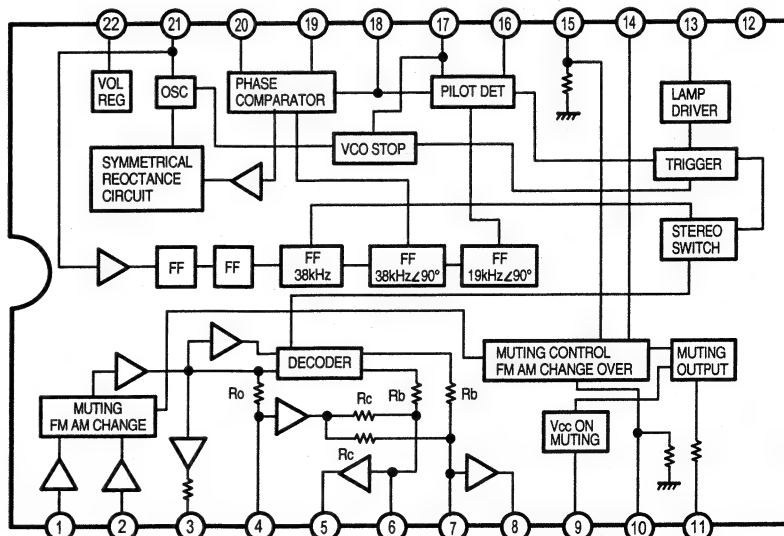 22 21 20 19 18 17 16 15 14 13 12
VOL
REG
OSC
PHASE
COMPARATOR
PILOT DET
LAMP
DRIVER
VCO STOP
TRIGGER
SYMMETRICAL
REOCTANCE
CIRCUIT
STEREO
SWITCH
FF
FF
FF
38kHz
FF
38kHz∠90°
FF
19kHz∠90°
DECODER
MUTING CONTROL
FM AM CHANGE OVER
MUTING
OUTPUT
Ro
Rc
Rb
Rb
MUTING
FM AM CHANGE
Rc
Vcc ON
MUTING
1 2 3 4 5 6 7 8 9 10 11